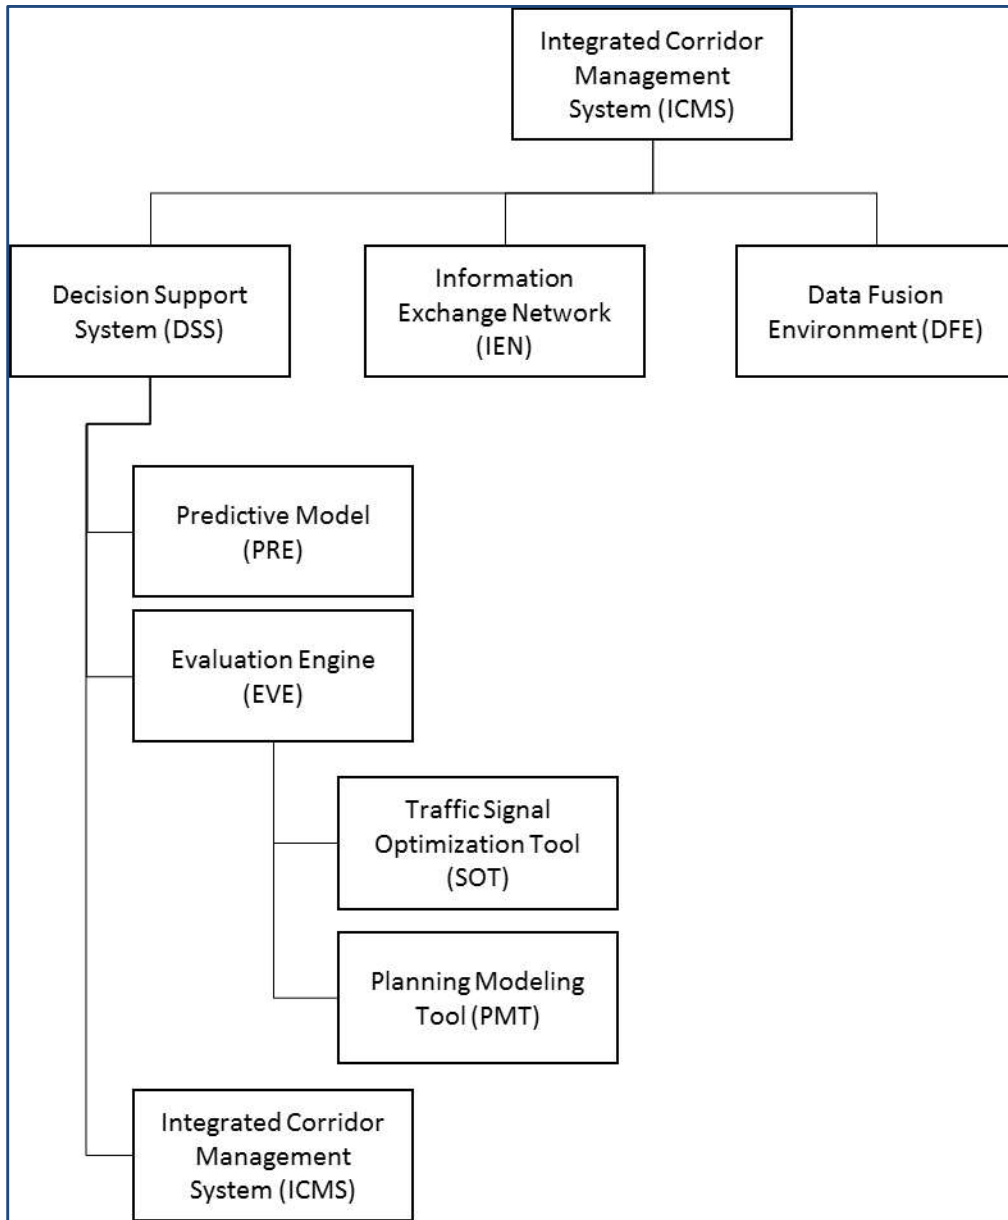 Integrated Corridor
Management
System (ICMS)
Decision Support
System (DSS)
Information
Exchange Network
(IEN)
Data Fusion
Environment (DFE)
Predictive Model
(PRE)
Evaluation Engine
(EVE)
Traffic Signal
Optimization Tool
(SOT)
Planning Modeling
Tool (PMT)
Integrated Corridor
Management
System (ICMS)